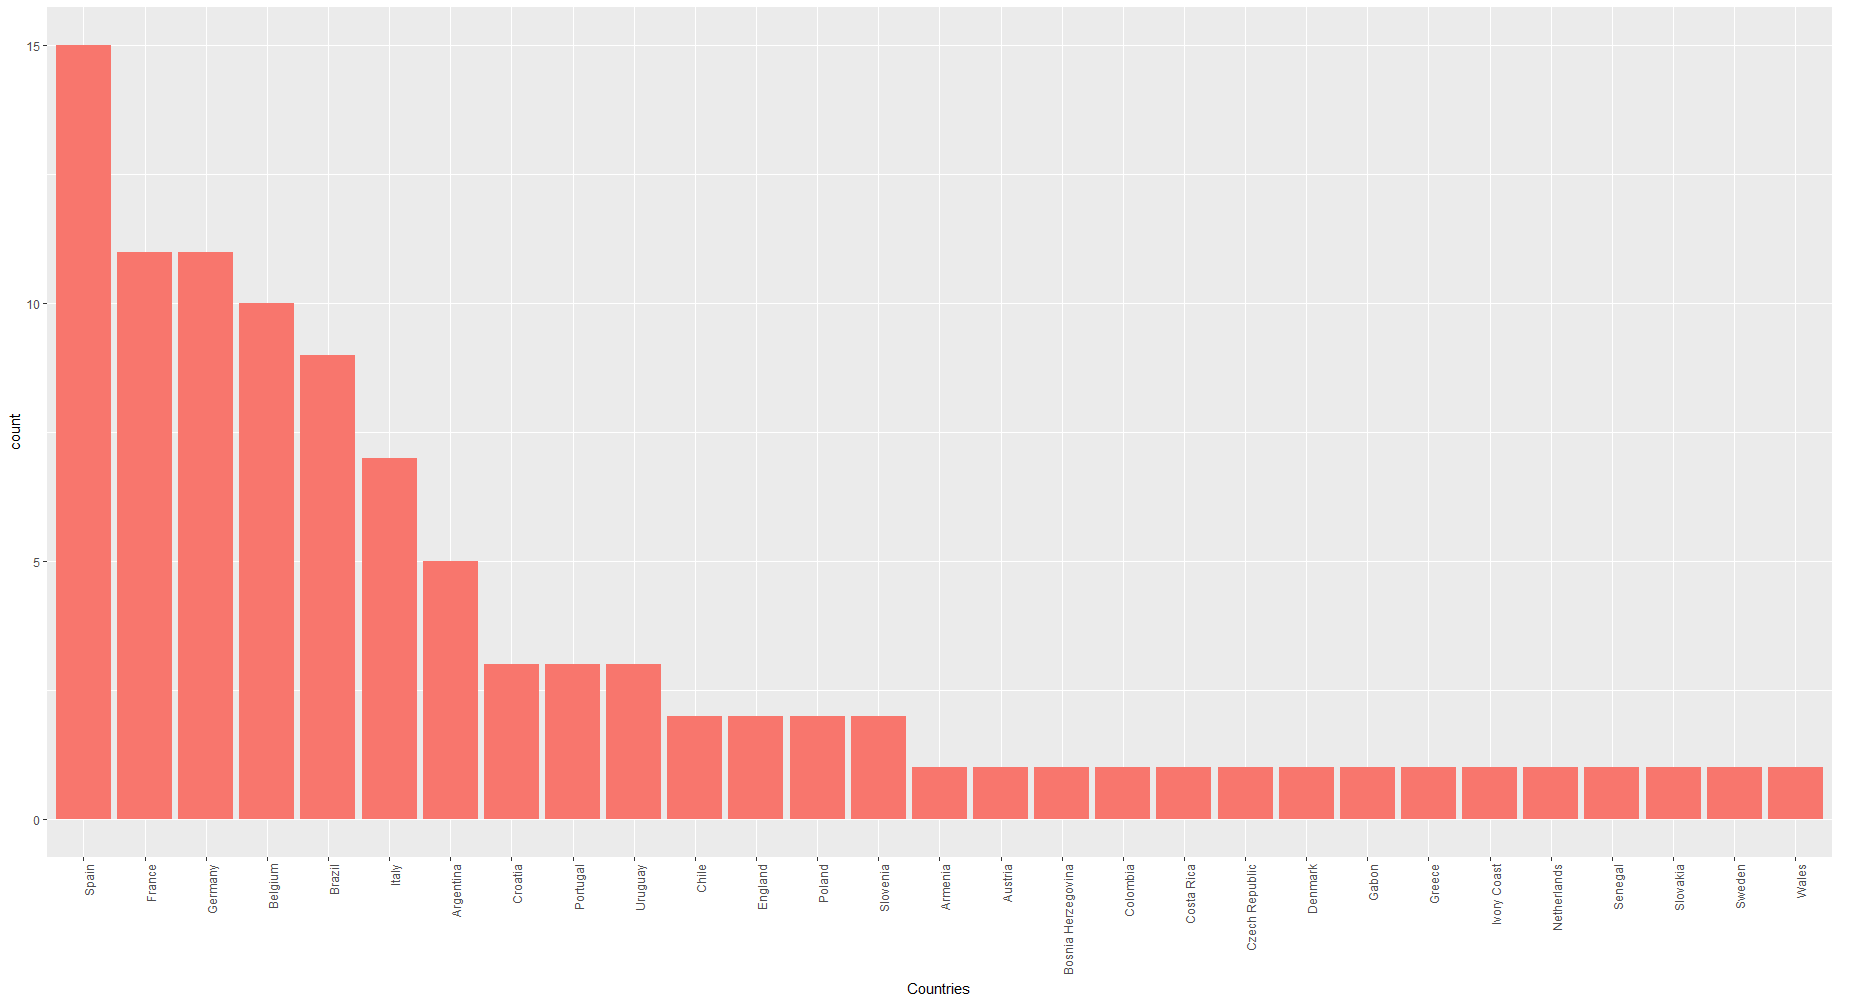 15
10
5
0
count
Spain
France
Germany
Belgium
Brazil
Italy
Argentina
Croatia
Portugal
Uruguay
Chile
England
Poland
Slovenia
Armenia
Austria
Bosnia Herzegovina
Colombia
Costa Rica
Czech Republic
Denmark
Gabon
Greece
Ivory Coast
Netherlands
Senegal
Slovakia
Sweden
Wales
Countries